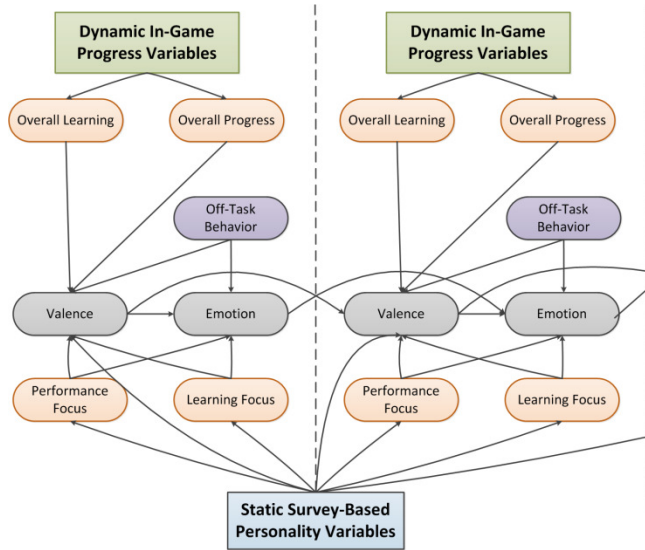 Dynamic In-Game
Progress Variables
Overall Learning
Overall Progress
Off-Task
Behavior
Valence
Emotion
Performance
Focus
Learning Focus
Dynamic In-Game
Progress Variables
Overall Learning
Overall Progress
Off-Task
Behavior
Valence
Emotion
Performance
Focus
Learning Focus
Static Survey-Based
Personality Variables